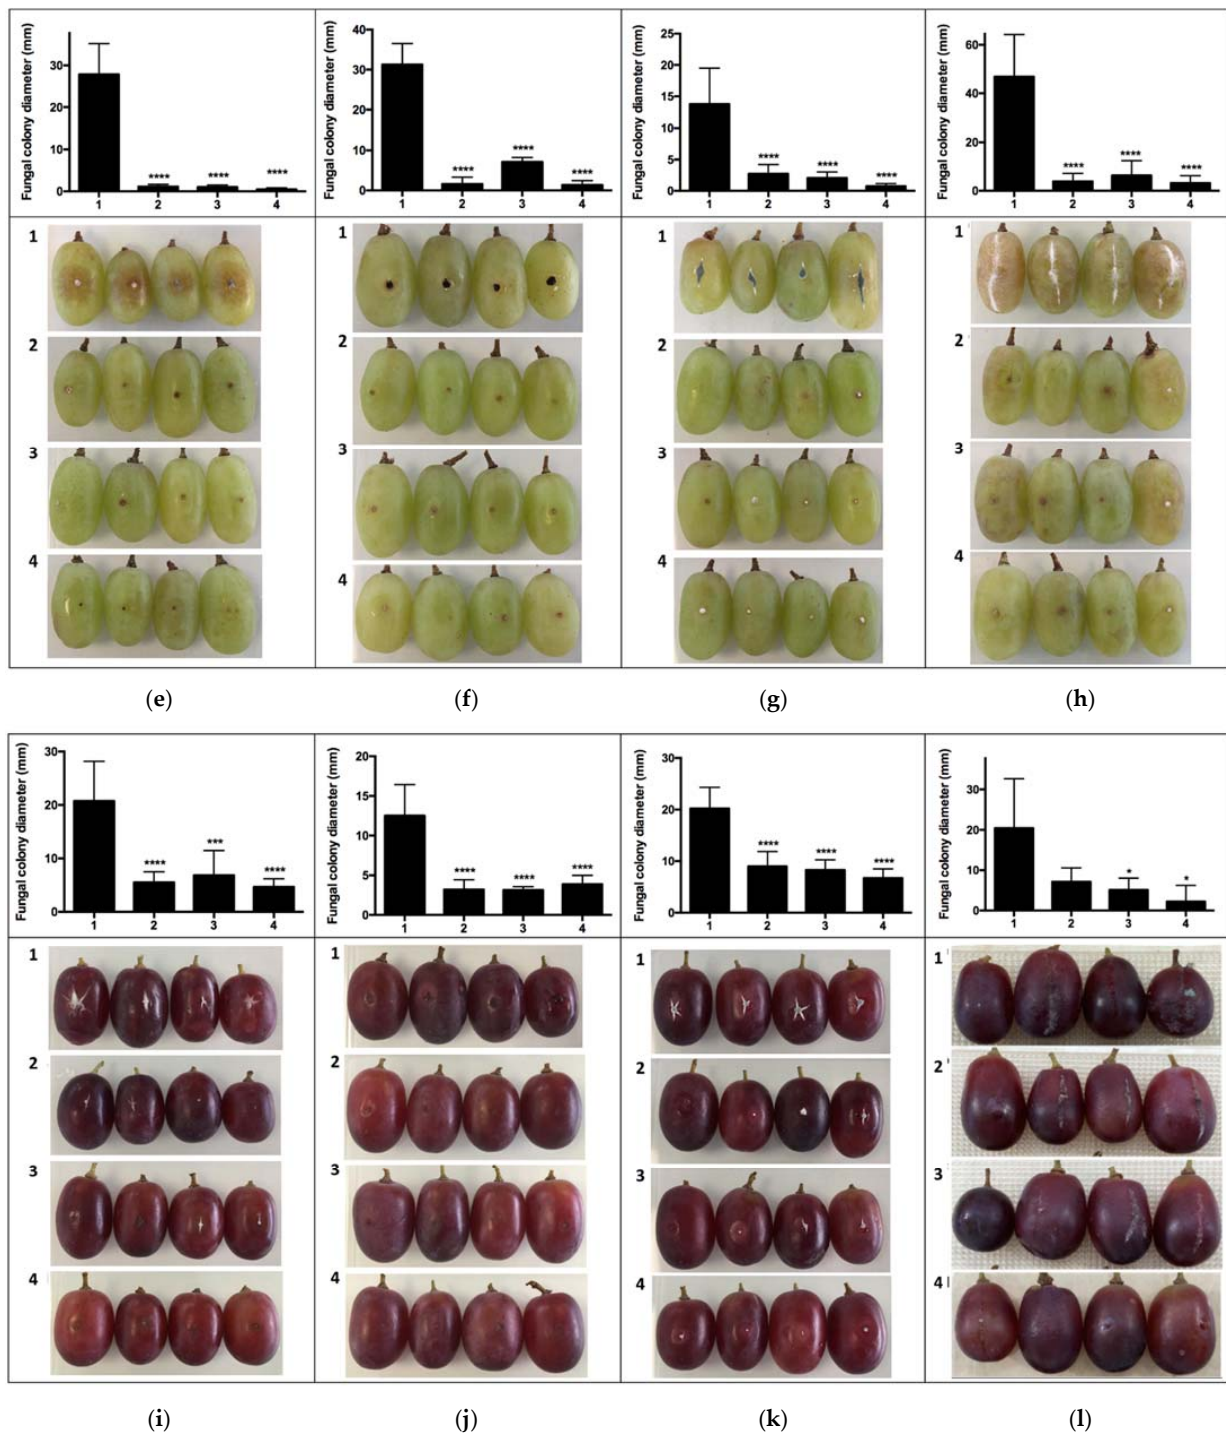 Fungal colony diameter (mm)
30
20
10
0
**** **** ****
1 2 3 4
1
2
3
4
(e)
Fungal colony diameter (mm)
40
30
20
10
0
**** **** ****
1 2 3 4
1
2
3
4
(f)
Fungal colony diameter (mm)
25
20
15
10
5
0
**** **** ****
1 2 3 4
1
2
3
4
(g)
Fungal colony diameter (mm)
60
40
20
0
**** **** ****
1 2 3 4
1
2
3
4
(h)
Fungal colony diameter (mm)
30
20
10
0
**** *** ****
1 2 3 4
1
2
3
4
(i)
Fungal colony diameter (mm)
20
15
10
5
0
**** **** ****
1 2 3 4
1
2
3
4
(j)
Fungal colony diameter (mm)
30
20
10
0
**** **** ****
1 2 3 4
1
2
3
4
(k)
Fungal colony diameter (mm)
30
20
10
0
* *
1 2 3 4
1
2
3
4
(l)